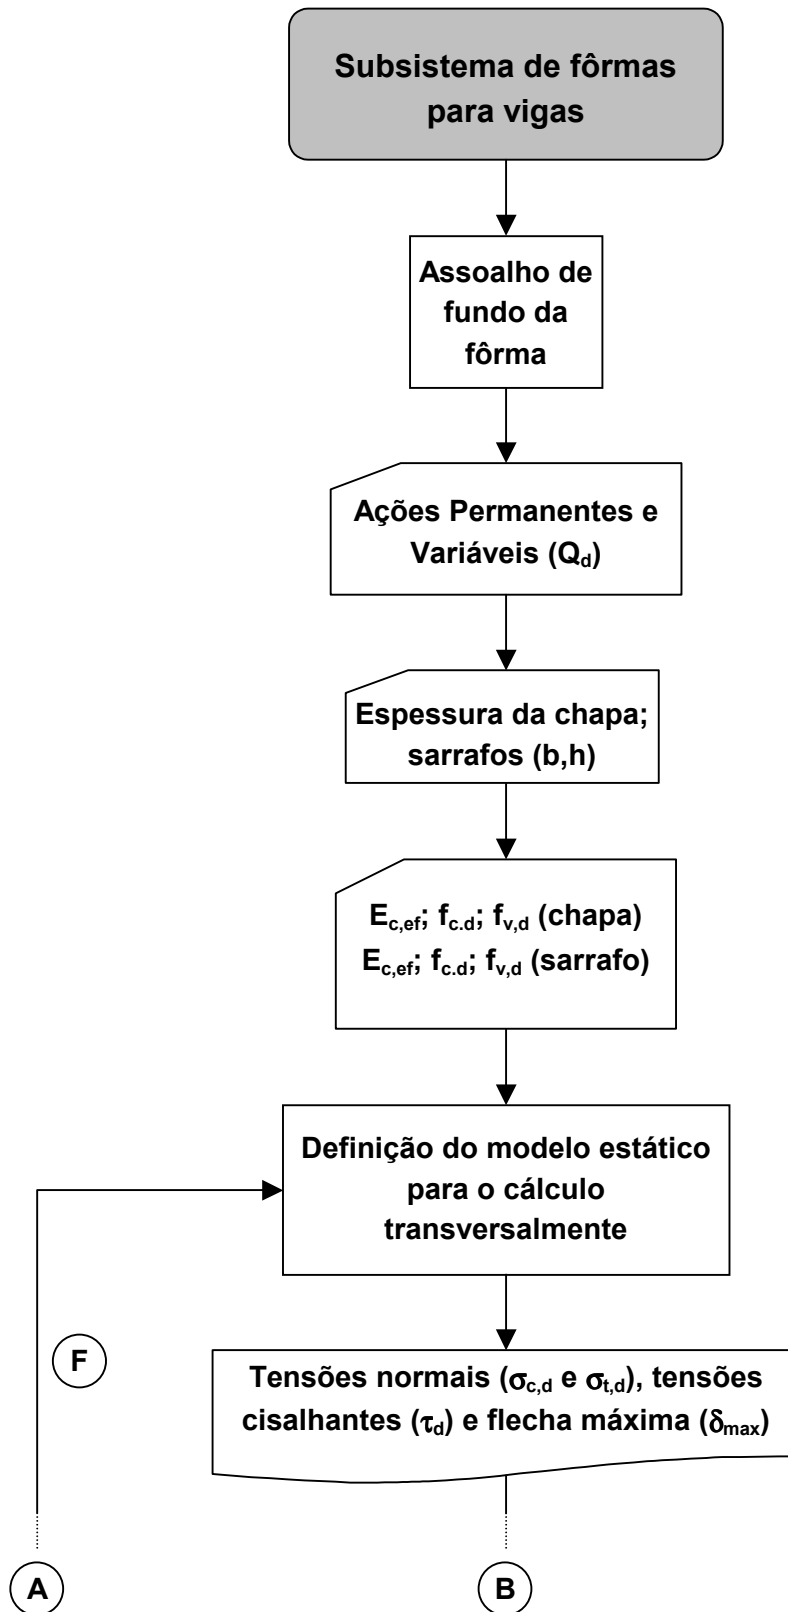 Subsistema de fôrmas
para vigas
Assoalho de
fundo da
fôrma
Ações Permanentes e
Variáveis (Qd)
Espessura da chapa;
sarrafos (b,h)
Ec,ef; fc.d; fv,d (chapa)
Ec,ef; fc.d; fv,d (sarrafo)
Definição do modelo estático
para o cálculo
transversalmente
F
Tensões normais (σc,d e σt,d), tensões
cisalhantes (τd) e flecha máxima (δmax)
A
B